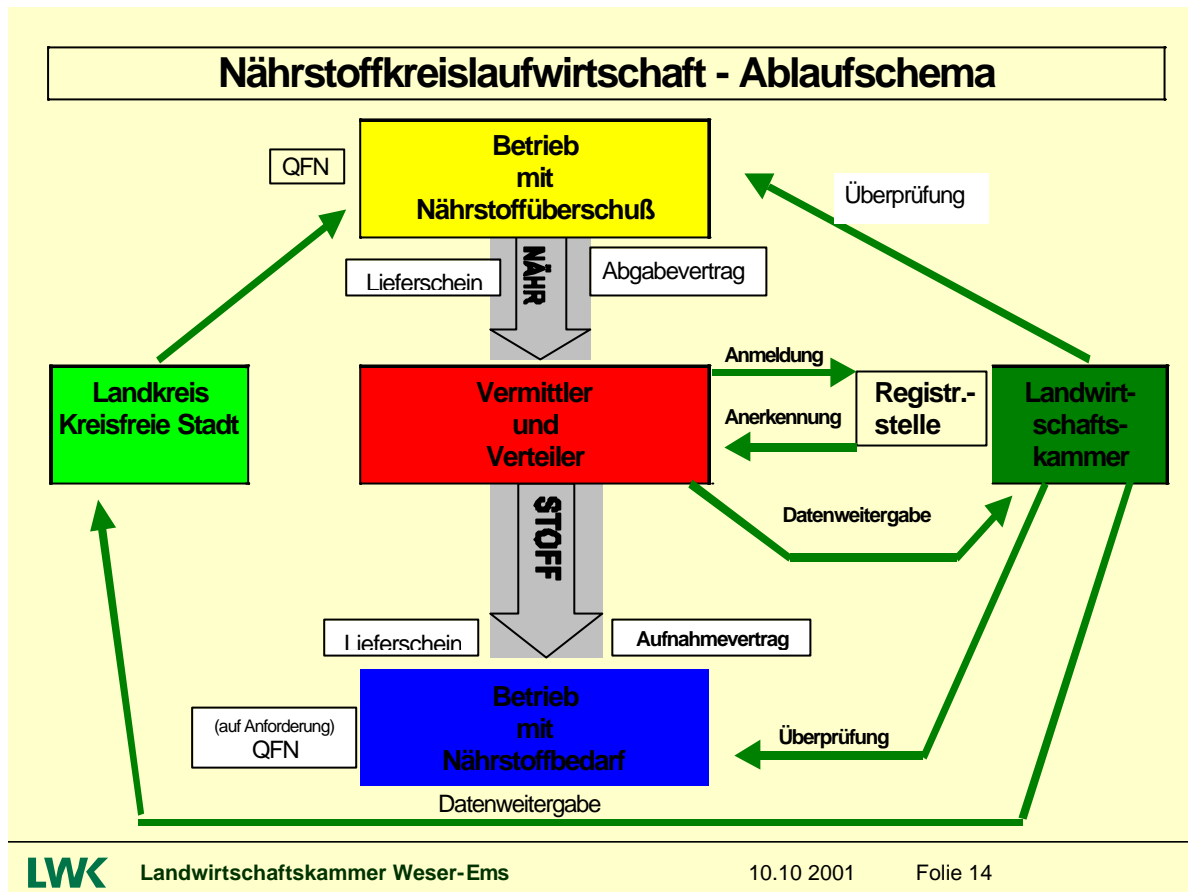 Nährstoffkreislaufwirtschaft - Ablaufschema
QFN
Betrieb
mit
Nährstoffüberschuß
Überprüfung
Lieferschein
NÄHR
Abgabevertrag
Landkreis
Kreisfreie Stadt
Vermittler
und
Verteiler
Anmeldung
Anerkennung
Registr.-
stelle
Landwirt-
schafts-
kammer
Datenweitergabe
STOFF
Lieferschein
Aufnahmevertrag
(auf Anforderung)
QFN
Betrieb
mit
Nährstoffbedarf
Überprüfung
Datenweitergabe
LWK Landwirtschaftskammer Weser-Ems 10.10 2001 Folie 14